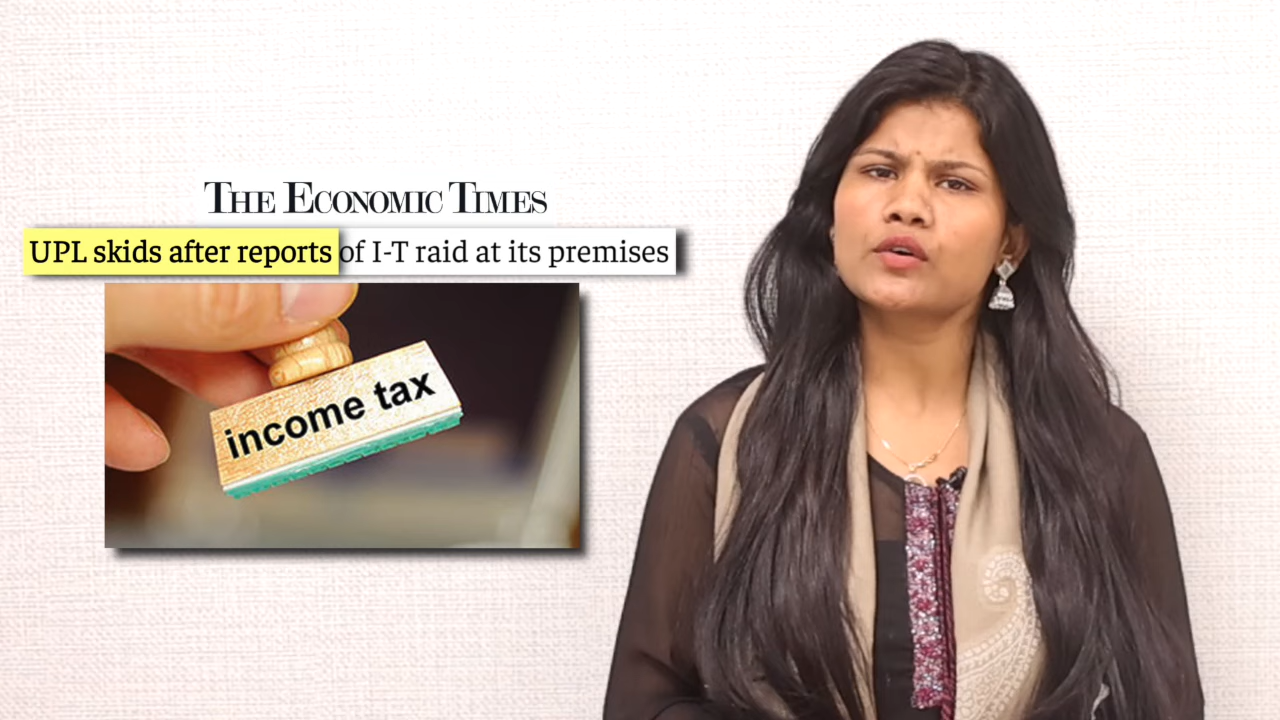 THE ECONOMIC TIMES
UPL skids after reports of I-T raid at its premises
income tax